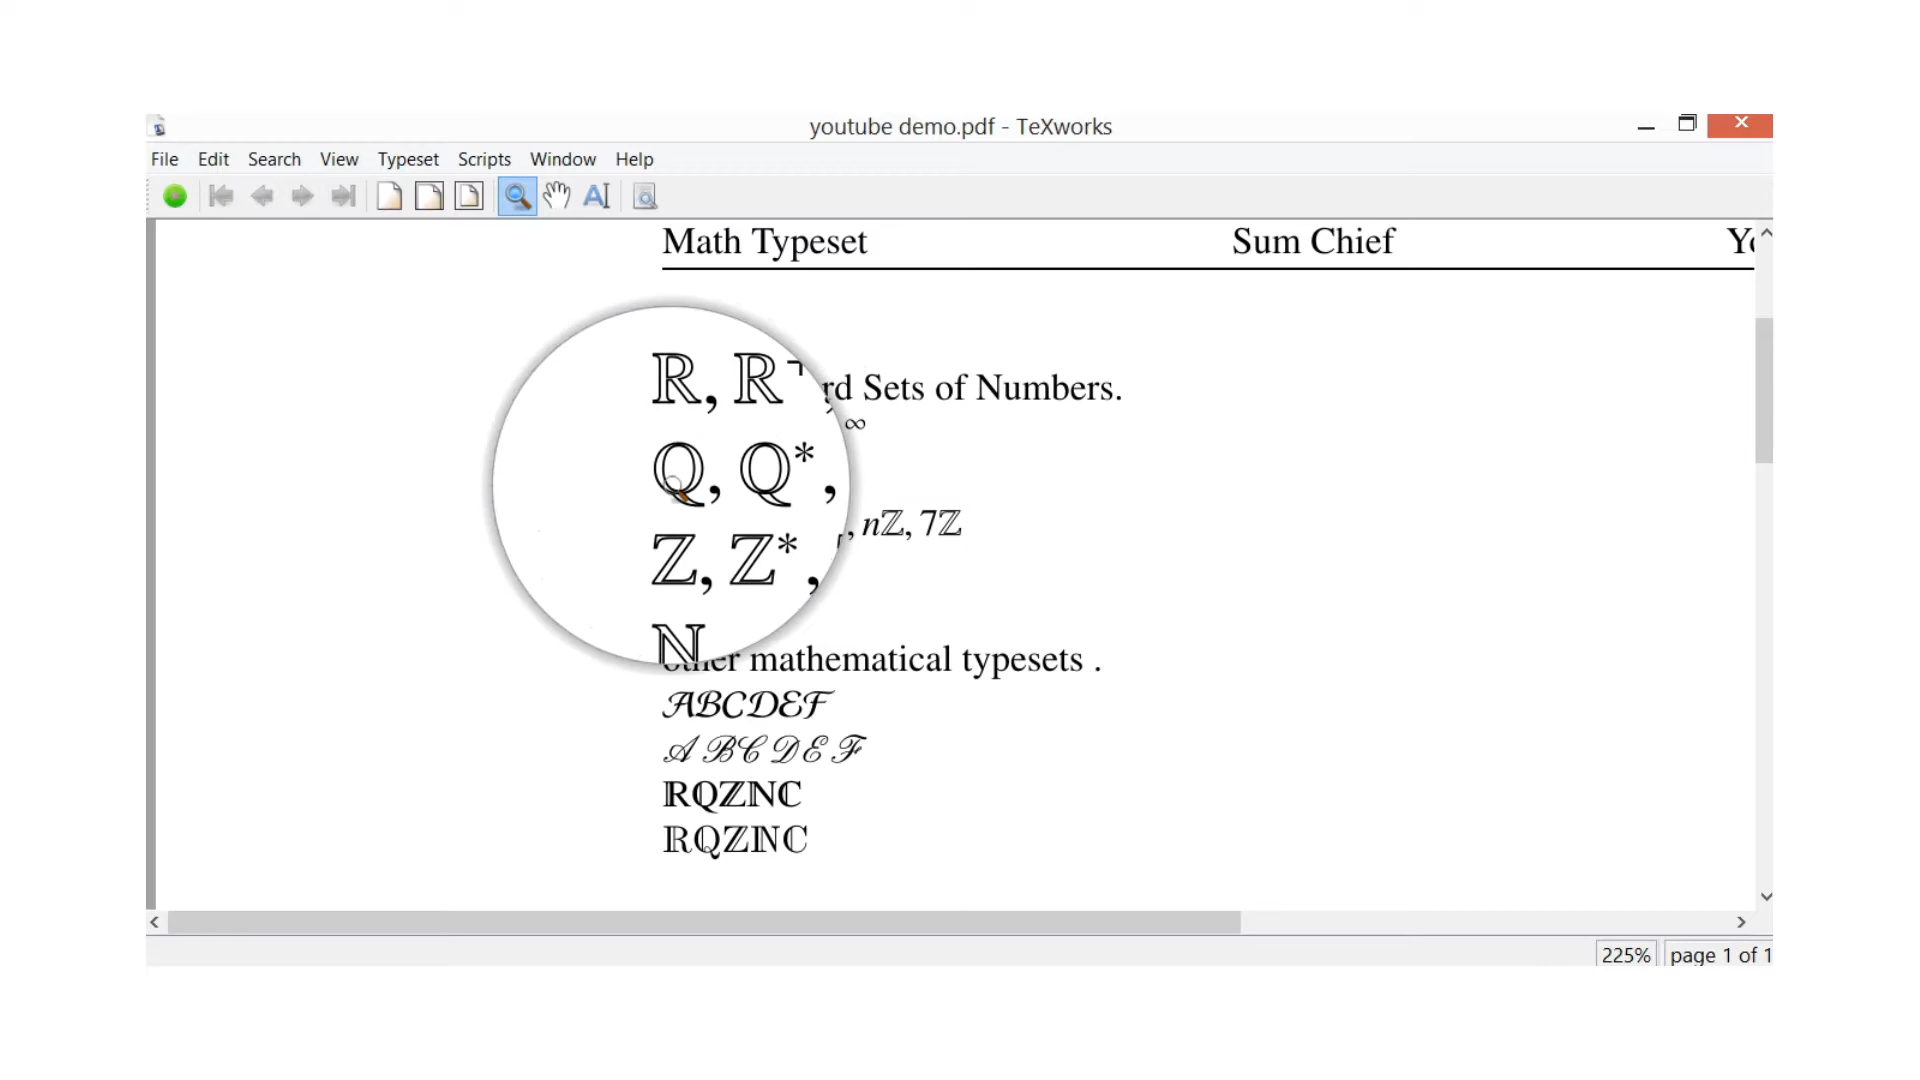 youtube demo.pdf - TeXworks
File Edit Search View Typeset Scripts Window Help
Math Typeset Sum Chief
ℝ, ℝ
Sets of Numbers.
∞
ℚ, ℚ*,
, nℤ, 7ℤ
ℤ, ℤ*,
ℕ
other mathematical typesets .
𝒜ℬ𝒞𝒟ℰℱ
𝒜ℬ𝒞𝒟ℰℱ
ℝℚℤℕℂ
ℝℚℤℕℂ
225% page 1 of 1